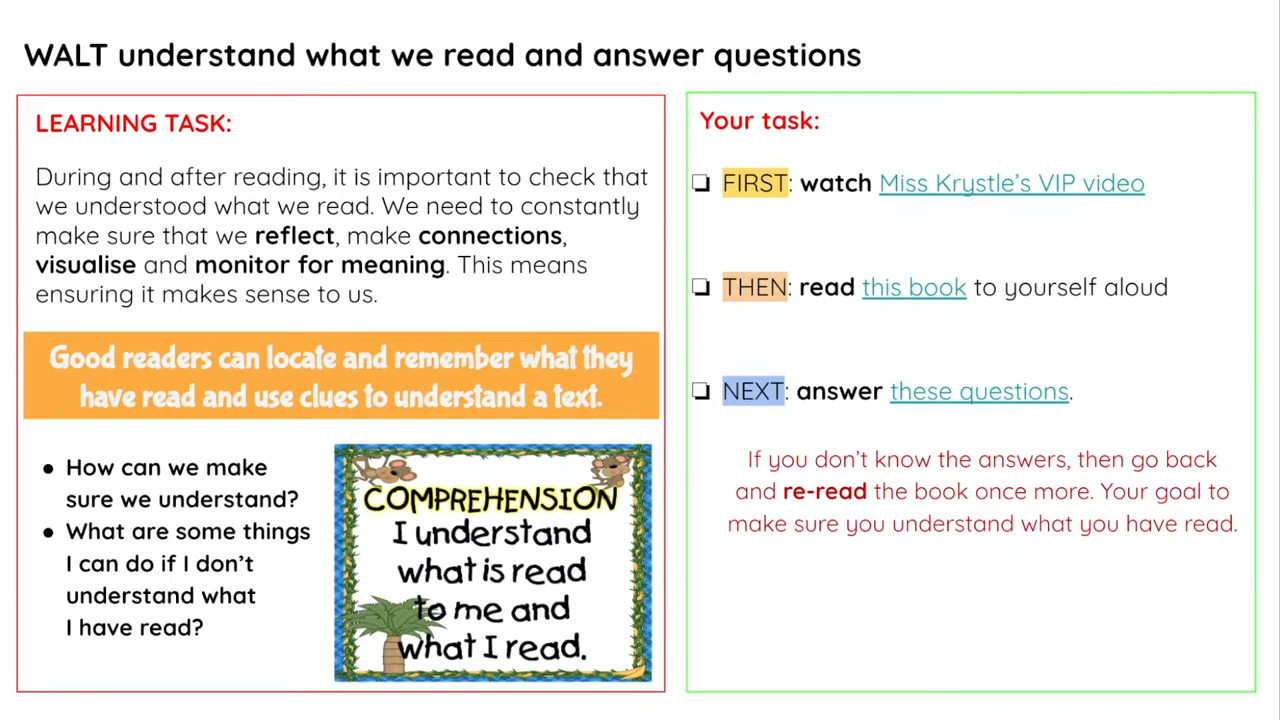 WALT understand what we read and answer questions
LEARNING TASK:
During and after reading, it is important to check that
we understood what we read. We need to constantly
make sure that we reflect, make connections,
visualise and monitor for meaning. This means
ensuring it makes sense to us.
Good readers can locate and remember what they
have read and use clues to understand a text.
● How can we make
sure we understand?
● What are some things
I can do if I don't
understand what
I have read?
COMPREHENSION
I understand
what is read
to me and
what I read.
Your task:
❏ FIRST: watch Miss Krystle's VIP video
❏ THEN: read this book to yourself aloud
❏ NEXT: answer these questions.
If you don't know the answers, then go back
and re-read the book once more. Your goal to
make sure you understand what you have read.